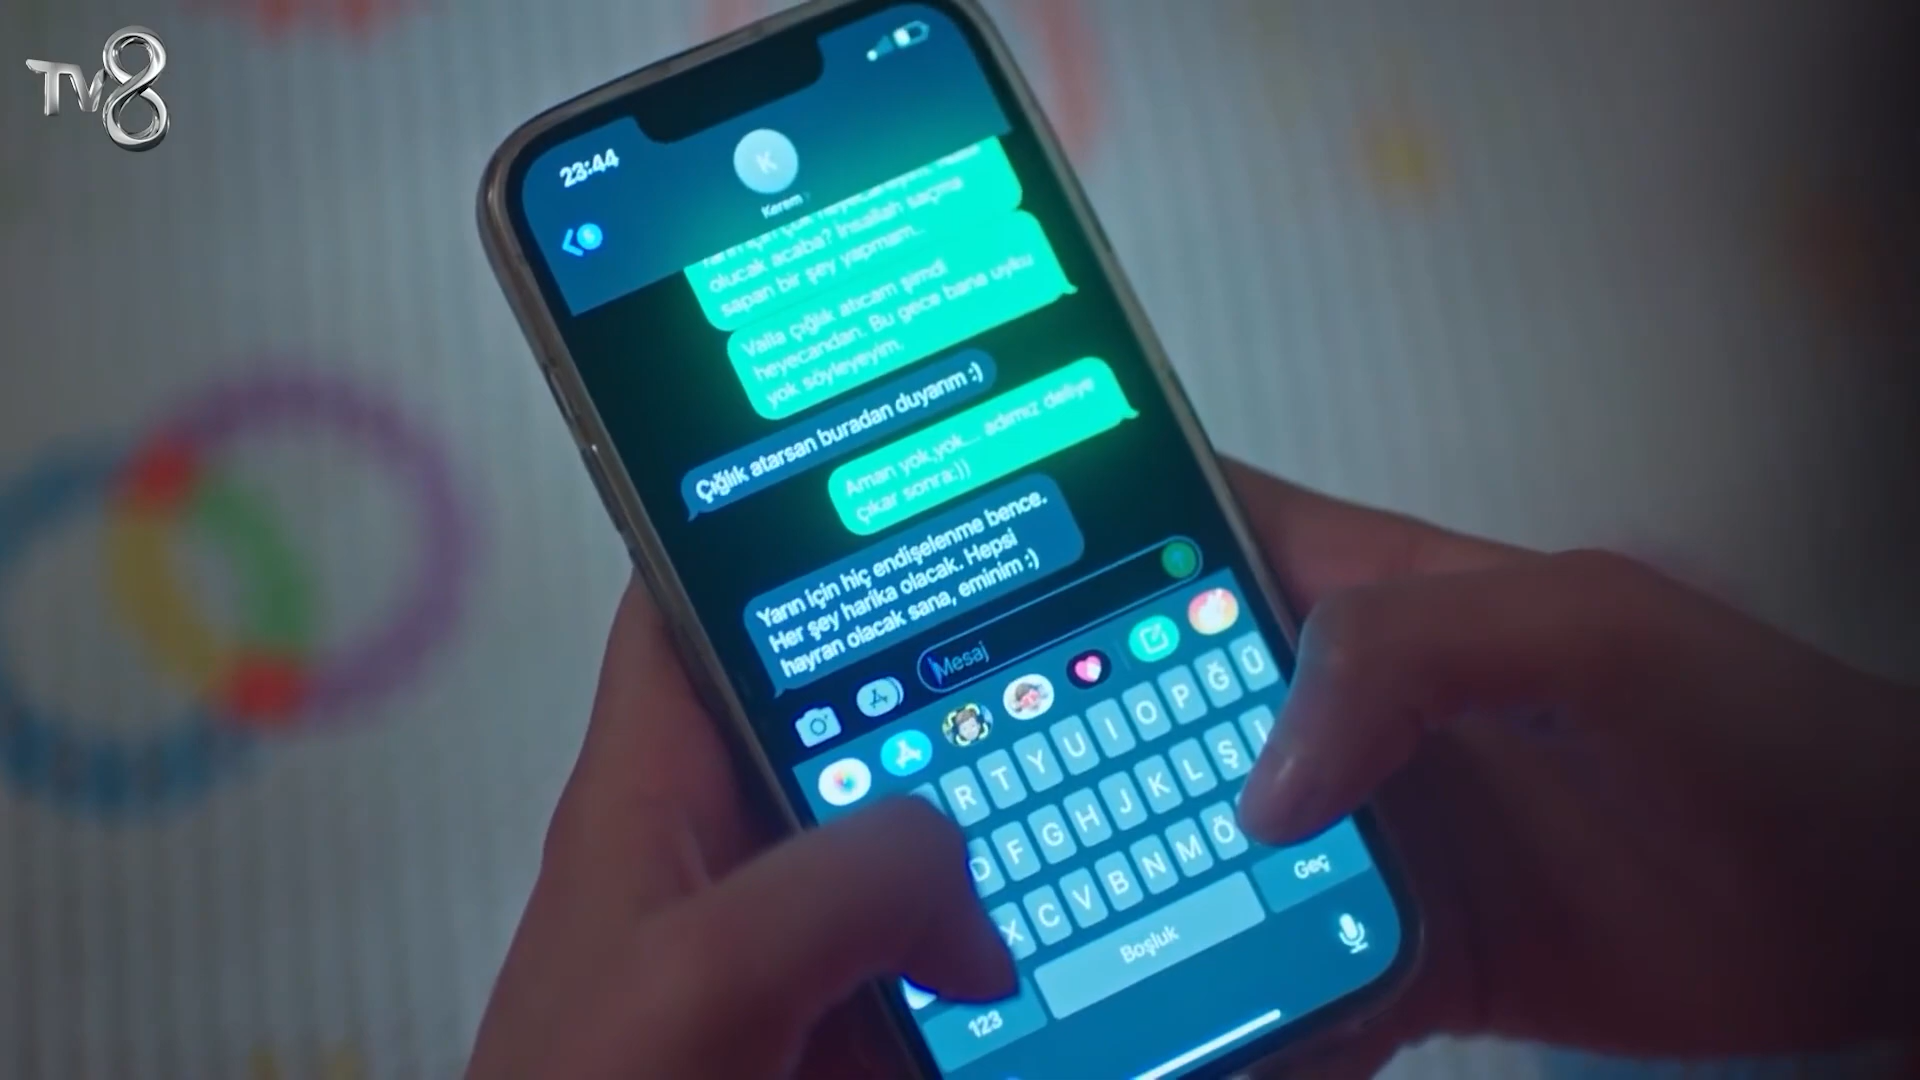 TV8
23:44
K
Kerem
olucak acaba? İnşallah saçma
sapan bir şey yapmam..
Valla çığlık atıcam şimdi
heyecandan. Bu gece bana uyku
yok söyleyeyim.
Çığlık atarsan buradan duyarım :)
Aman yok,yok... adımız deliye
çıkar sonra:))
Yarın için hiç endişelenme bence.
Her şey harika olacak. Hepsi
hayran olacak sana, eminim :)
Mesaj
R T Y U I O P Ğ Ü
D F G H J K L Ş İ
X C V B N M Ö
123 Boşluk Geç